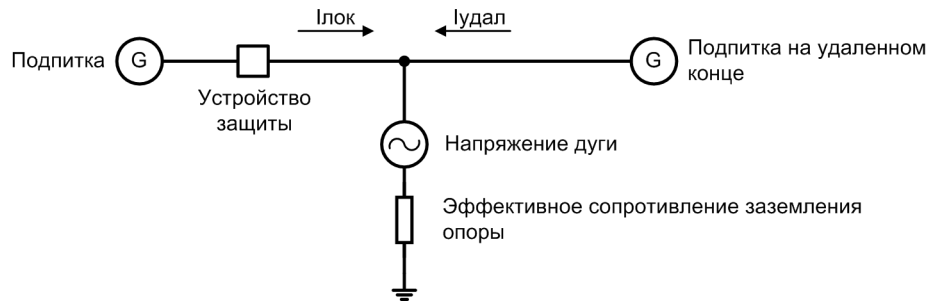 Iлок
Iудал
Подпитка
G
G
Подпитка на удаленном
конце
Устройство
защиты
Напряжение дуги
Эффективное сопротивление заземления
опоры